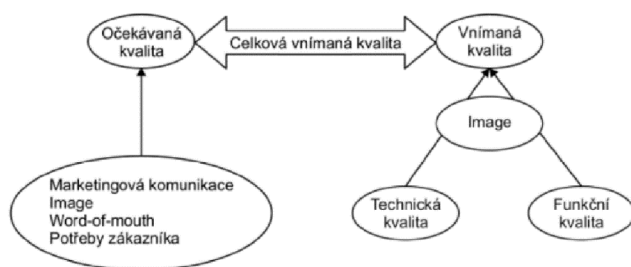 Očekávaná
kvalita
Celková vnímaná kvalita
Vnímaná
kvalita
Image
Marketingová komunikace
Image
Word-of-mouth
Potřeby zákazníka
Technická
kvalita
Funkční
kvalita